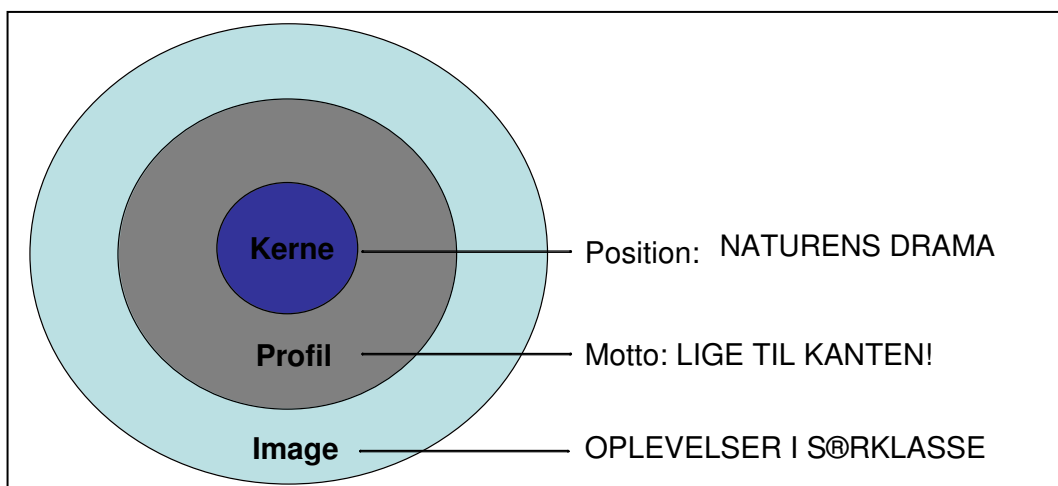 Kerne
Position: NATURENS DRAMA
Profil
Motto: LIGE TIL KANTEN!
Image
OPLEVELSER I S®RKLASSE